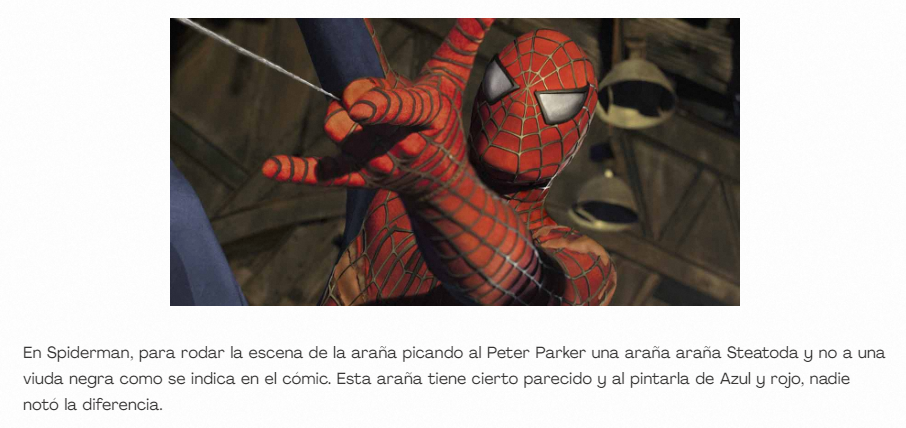 En Spiderman, para rodar la escena de la araña picando al Peter Parker una araña araña Steatoda y no a una
viuda negra como se indica en el cómic. Esta araña tiene cierto parecido y al pintarla de Azul y rojo, nadie
notó la diferencia.